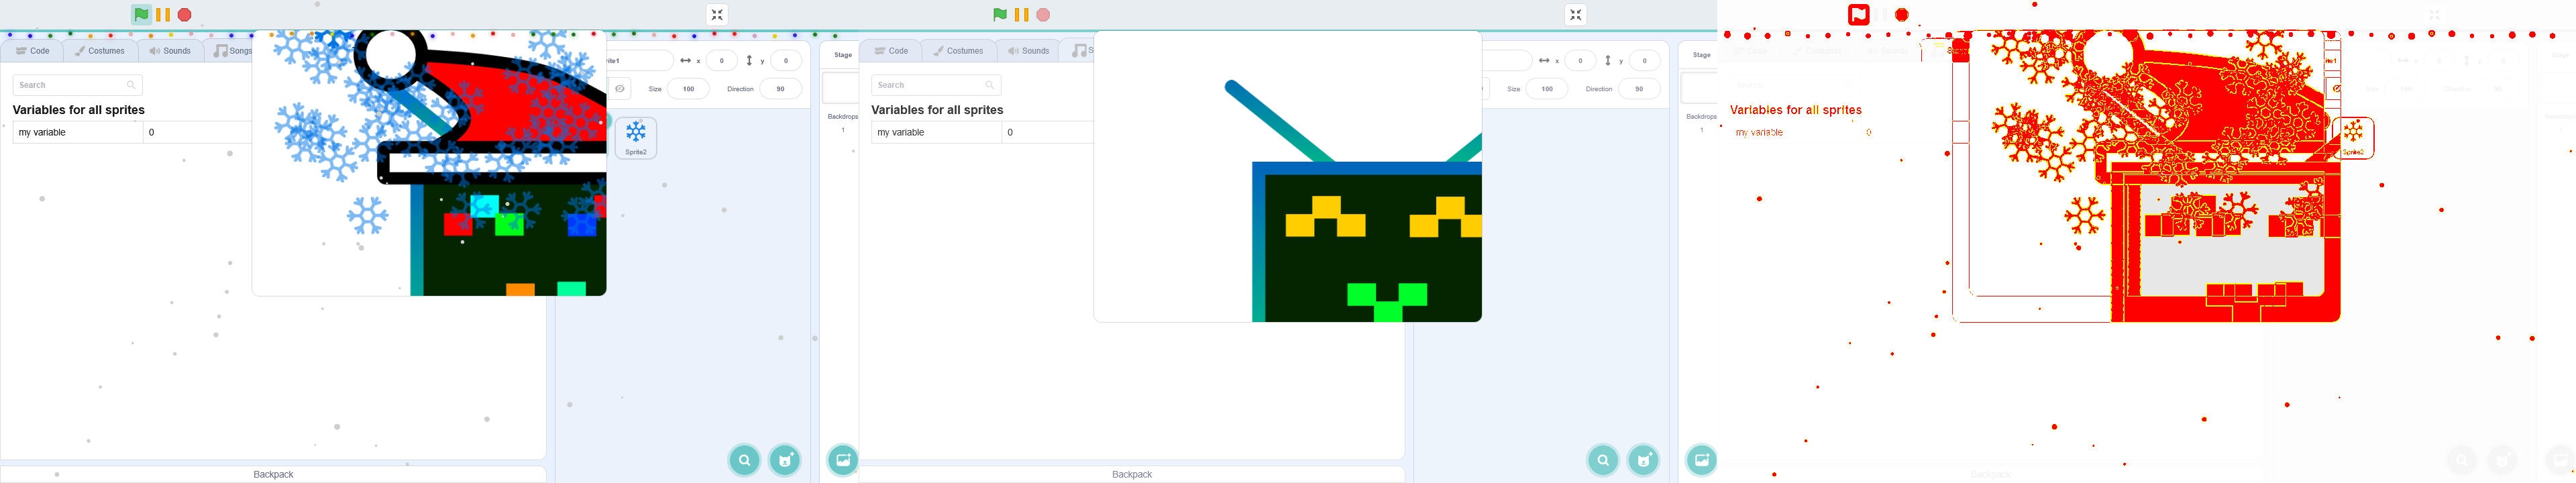 Code Costumes Sounds Songs
Search
Variables for all sprites
my variable 0
ite1 x 0 y 0
Size 100 Direction 90
Sprite2
Stage
Backdrops
1
Backpack
Code Costumes Sounds S
Search
Variables for all sprites
my variable 0
x 0 y 0
Size 100 Direction 90
Stage
Backdrops
1
Backpack
Variables for all sprites
my variable 0
Sprite2